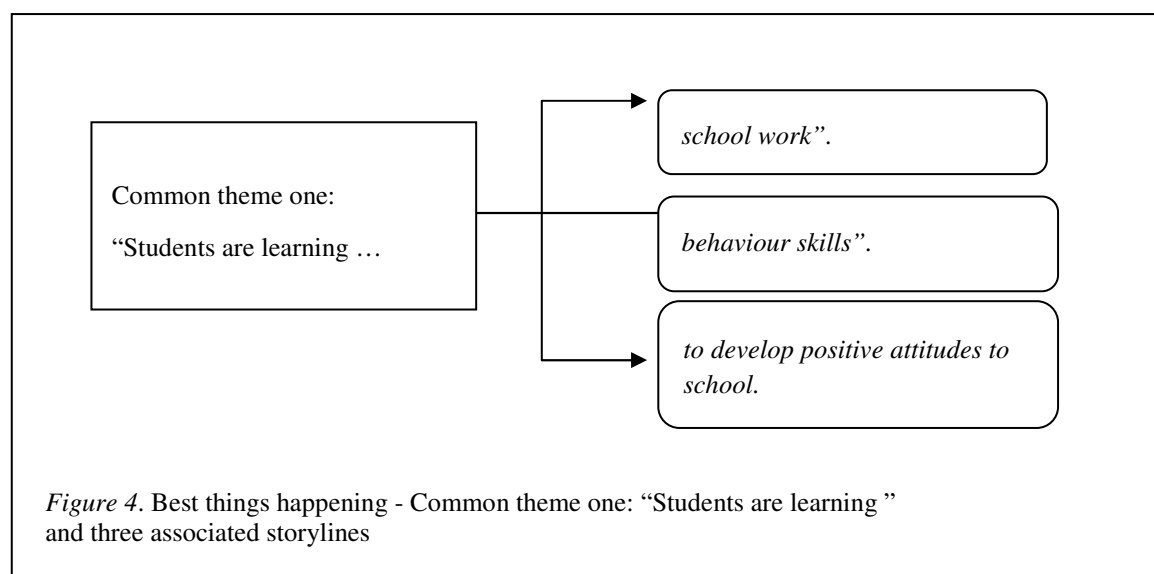 Common theme one:
“Students are learning …
school work”.
behaviour skills”.
to develop positive attitudes to
school.
Figure 4. Best things happening - Common theme one: “Students are learning ”
and three associated storylines